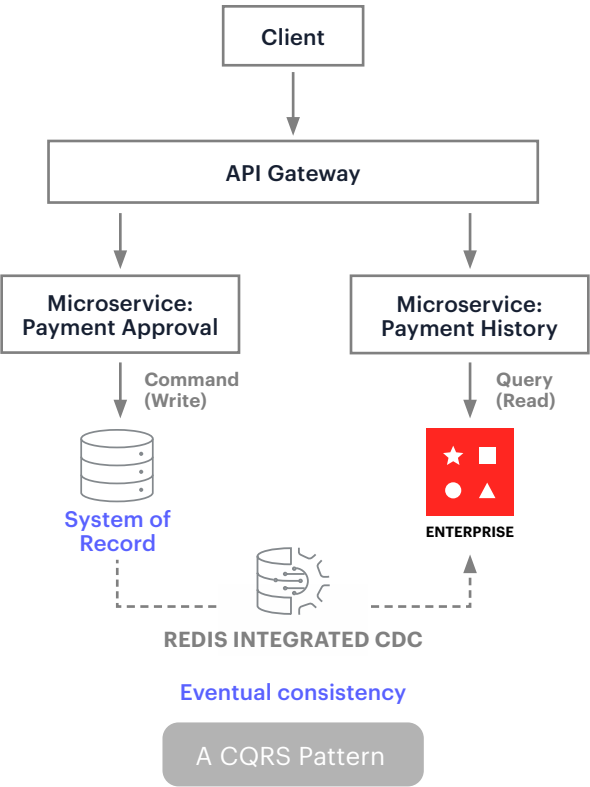 Client
API Gateway
Microservice:
Payment Approval
Microservice:
Payment History
Command
(Write)
Query
(Read)
System of
Record
ENTERPRISE
REDIS INTEGRATED CDC
Eventual consistency
A CQRS Pattern